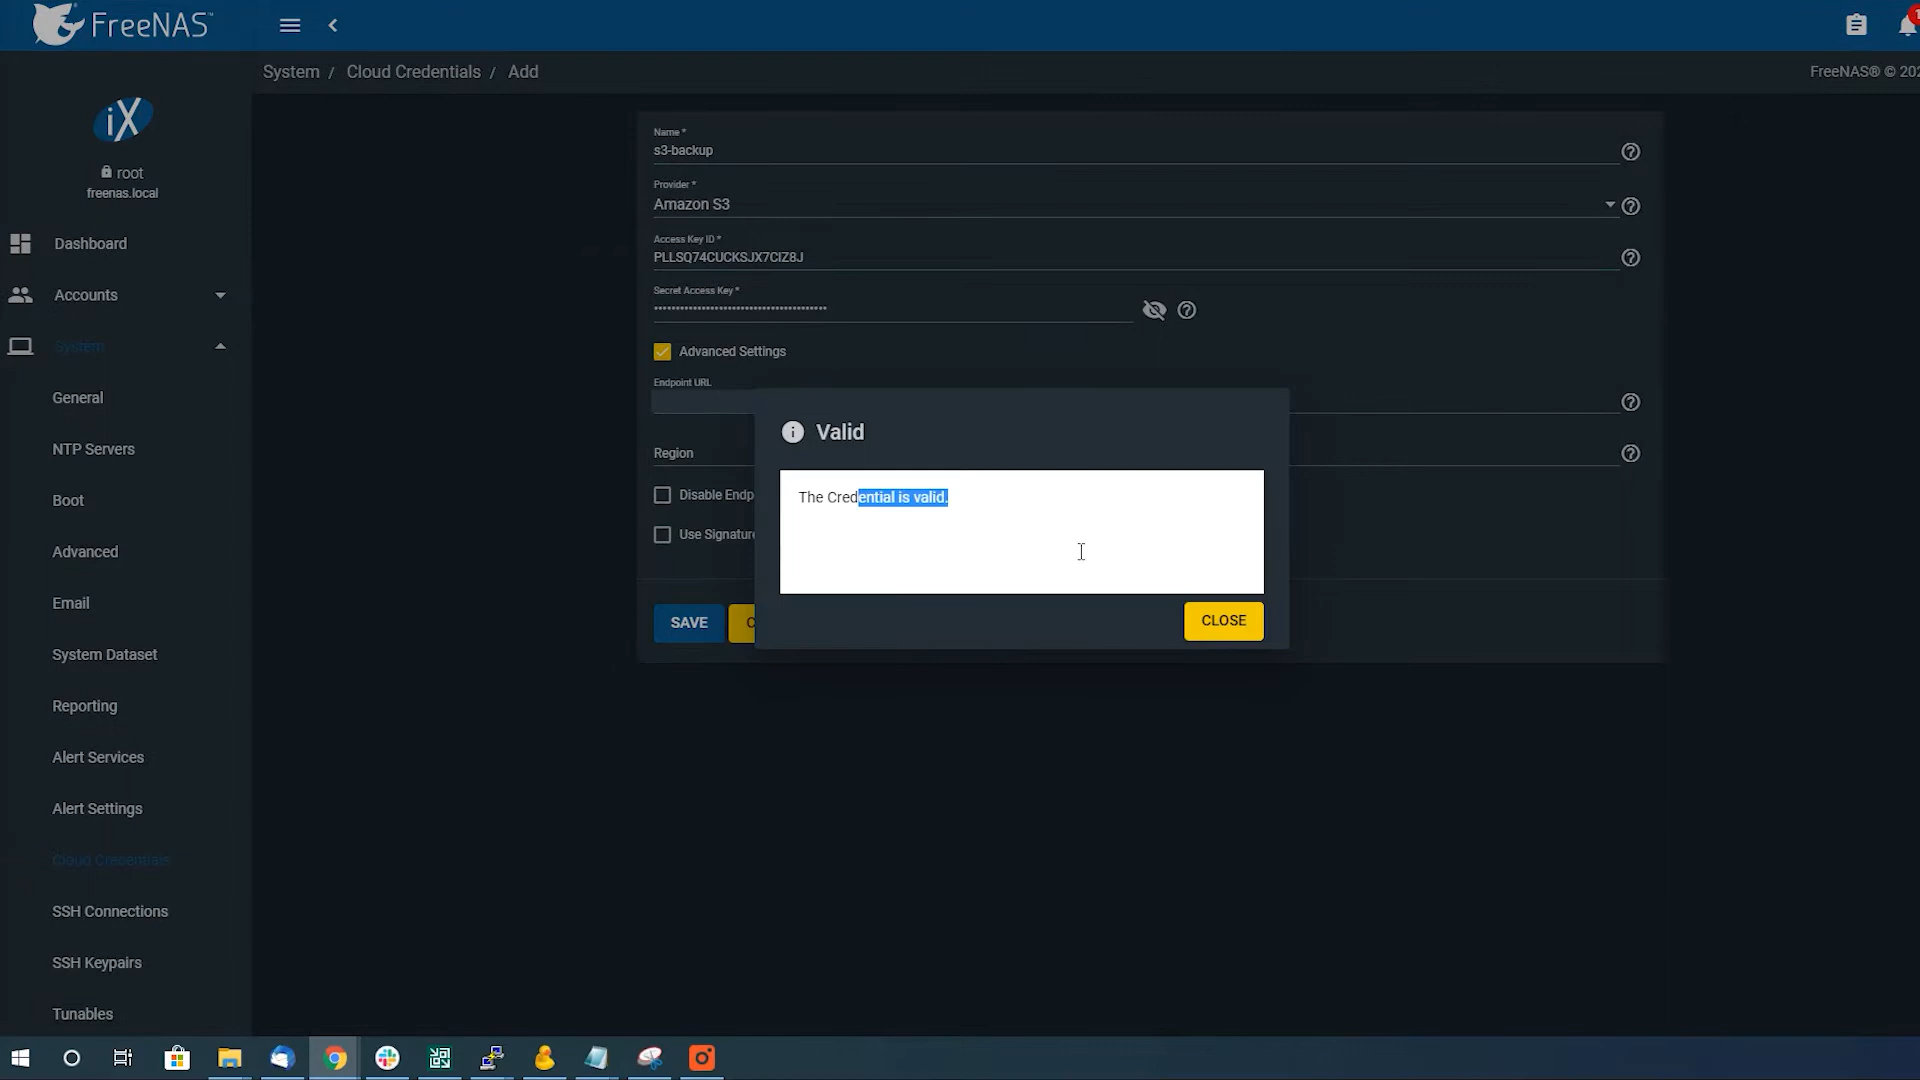 FreeNAS™
System / Cloud Credentials / Add
FreeNAS® © 202
iX
root
freenas.local
Dashboard
Accounts
System
General
NTP Servers
Boot
Advanced
Email
System Dataset
Reporting
Alert Services
Alert Settings
Cloud Credentials
SSH Connections
SSH Keypairs
Tunables
Name *
s3-backup
Provider *
Amazon S3
Access Key ID *
PLLSQ74CUCKSJX7CIZ8J
Secret Access Key *
Advanced Settings
Endpoint URL
Region
Disable Endp
Use Signature
SAVE
C
Valid
The Credential is valid.
CLOSE